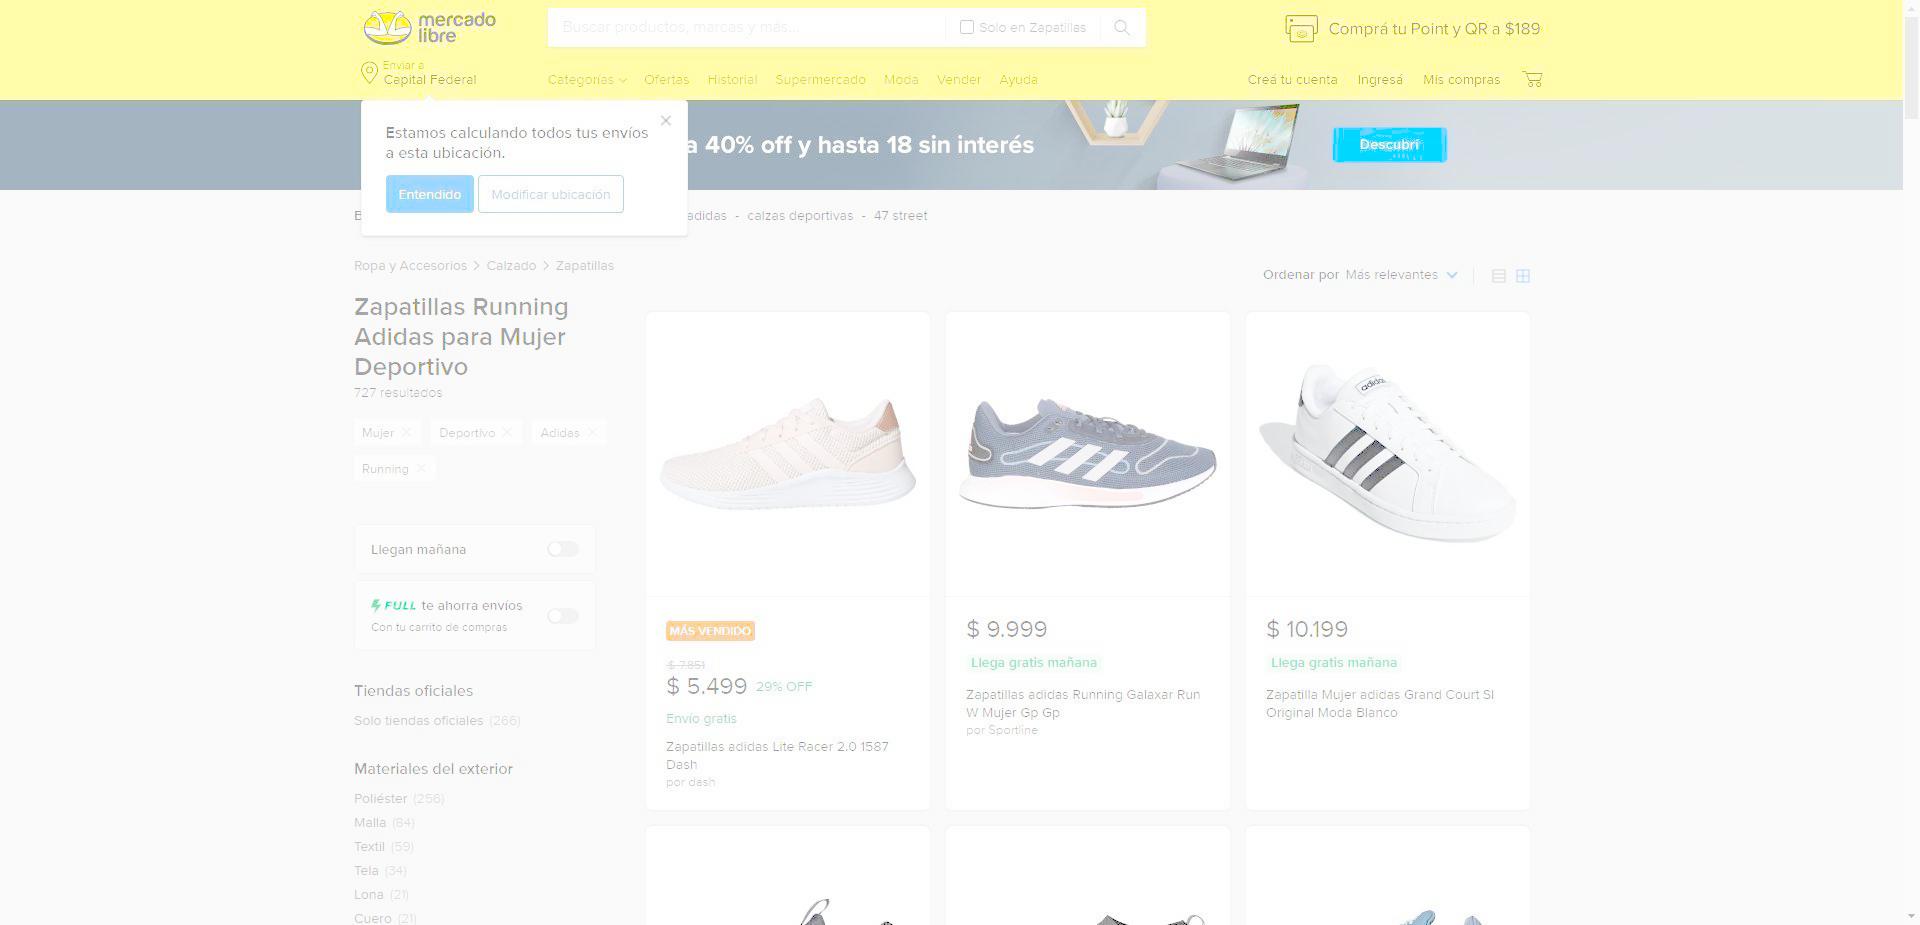 mercado
libre
Buscar productos, marcas y más...
Solo en Zapatillas
Comprá tu Point y QR a $189
Enviar a
Capital Federal
Categorías
Ofertas
Historial
Supermercado
Moda
Vender
Ayuda
Creá tu cuenta
Ingresá
Mis compras
Estamos calculando todos tus envíos
a esta ubicación.
Entendido
Modificar ubicación
a 40% off y hasta 18 sin interés
Descubrí
adidas - calzas deportivas - 47 street
Ropa y Accesorios > Calzado > Zapatillas
Ordenar por Más relevantes
Zapatillas Running
Adidas para Mujer
Deportivo
727 resultados
Mujer
Deportivo
Adidas
Running
Llegan mañana
FULL te ahorra envíos
Con tu carrito de compras
Tiendas oficiales
Solo tiendas oficiales (266)
Materiales del exterior
Poliéster (256)
Malla (84)
Textil (59)
Tela (34)
Lona (21)
Cuero (21)
MÁS VENDIDO
$ 7.851
$ 5.499 29% OFF
Envío gratis
Zapatillas adidas Lite Racer 2.0 1587
Dash
por dash
$ 9.999
Llega gratis mañana
Zapatillas adidas Running Galaxar Run
W Mujer Gp Gp
por Sportline
adidas
$ 10.199
Llega gratis mañana
Zapatilla Mujer adidas Grand Court Sl
Original Moda Blanco